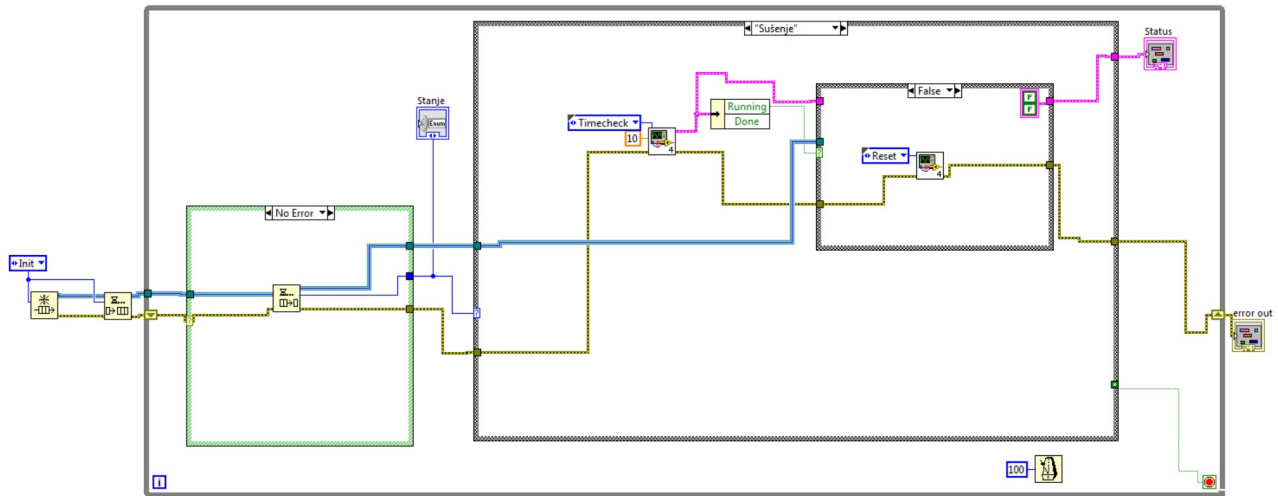 "Sušenje"
Status
False
Stanje
Enum
Running
Done
Timecheck
10
4
F
F
?
Reset
4
No Error
Init
?
?
error out
i
100